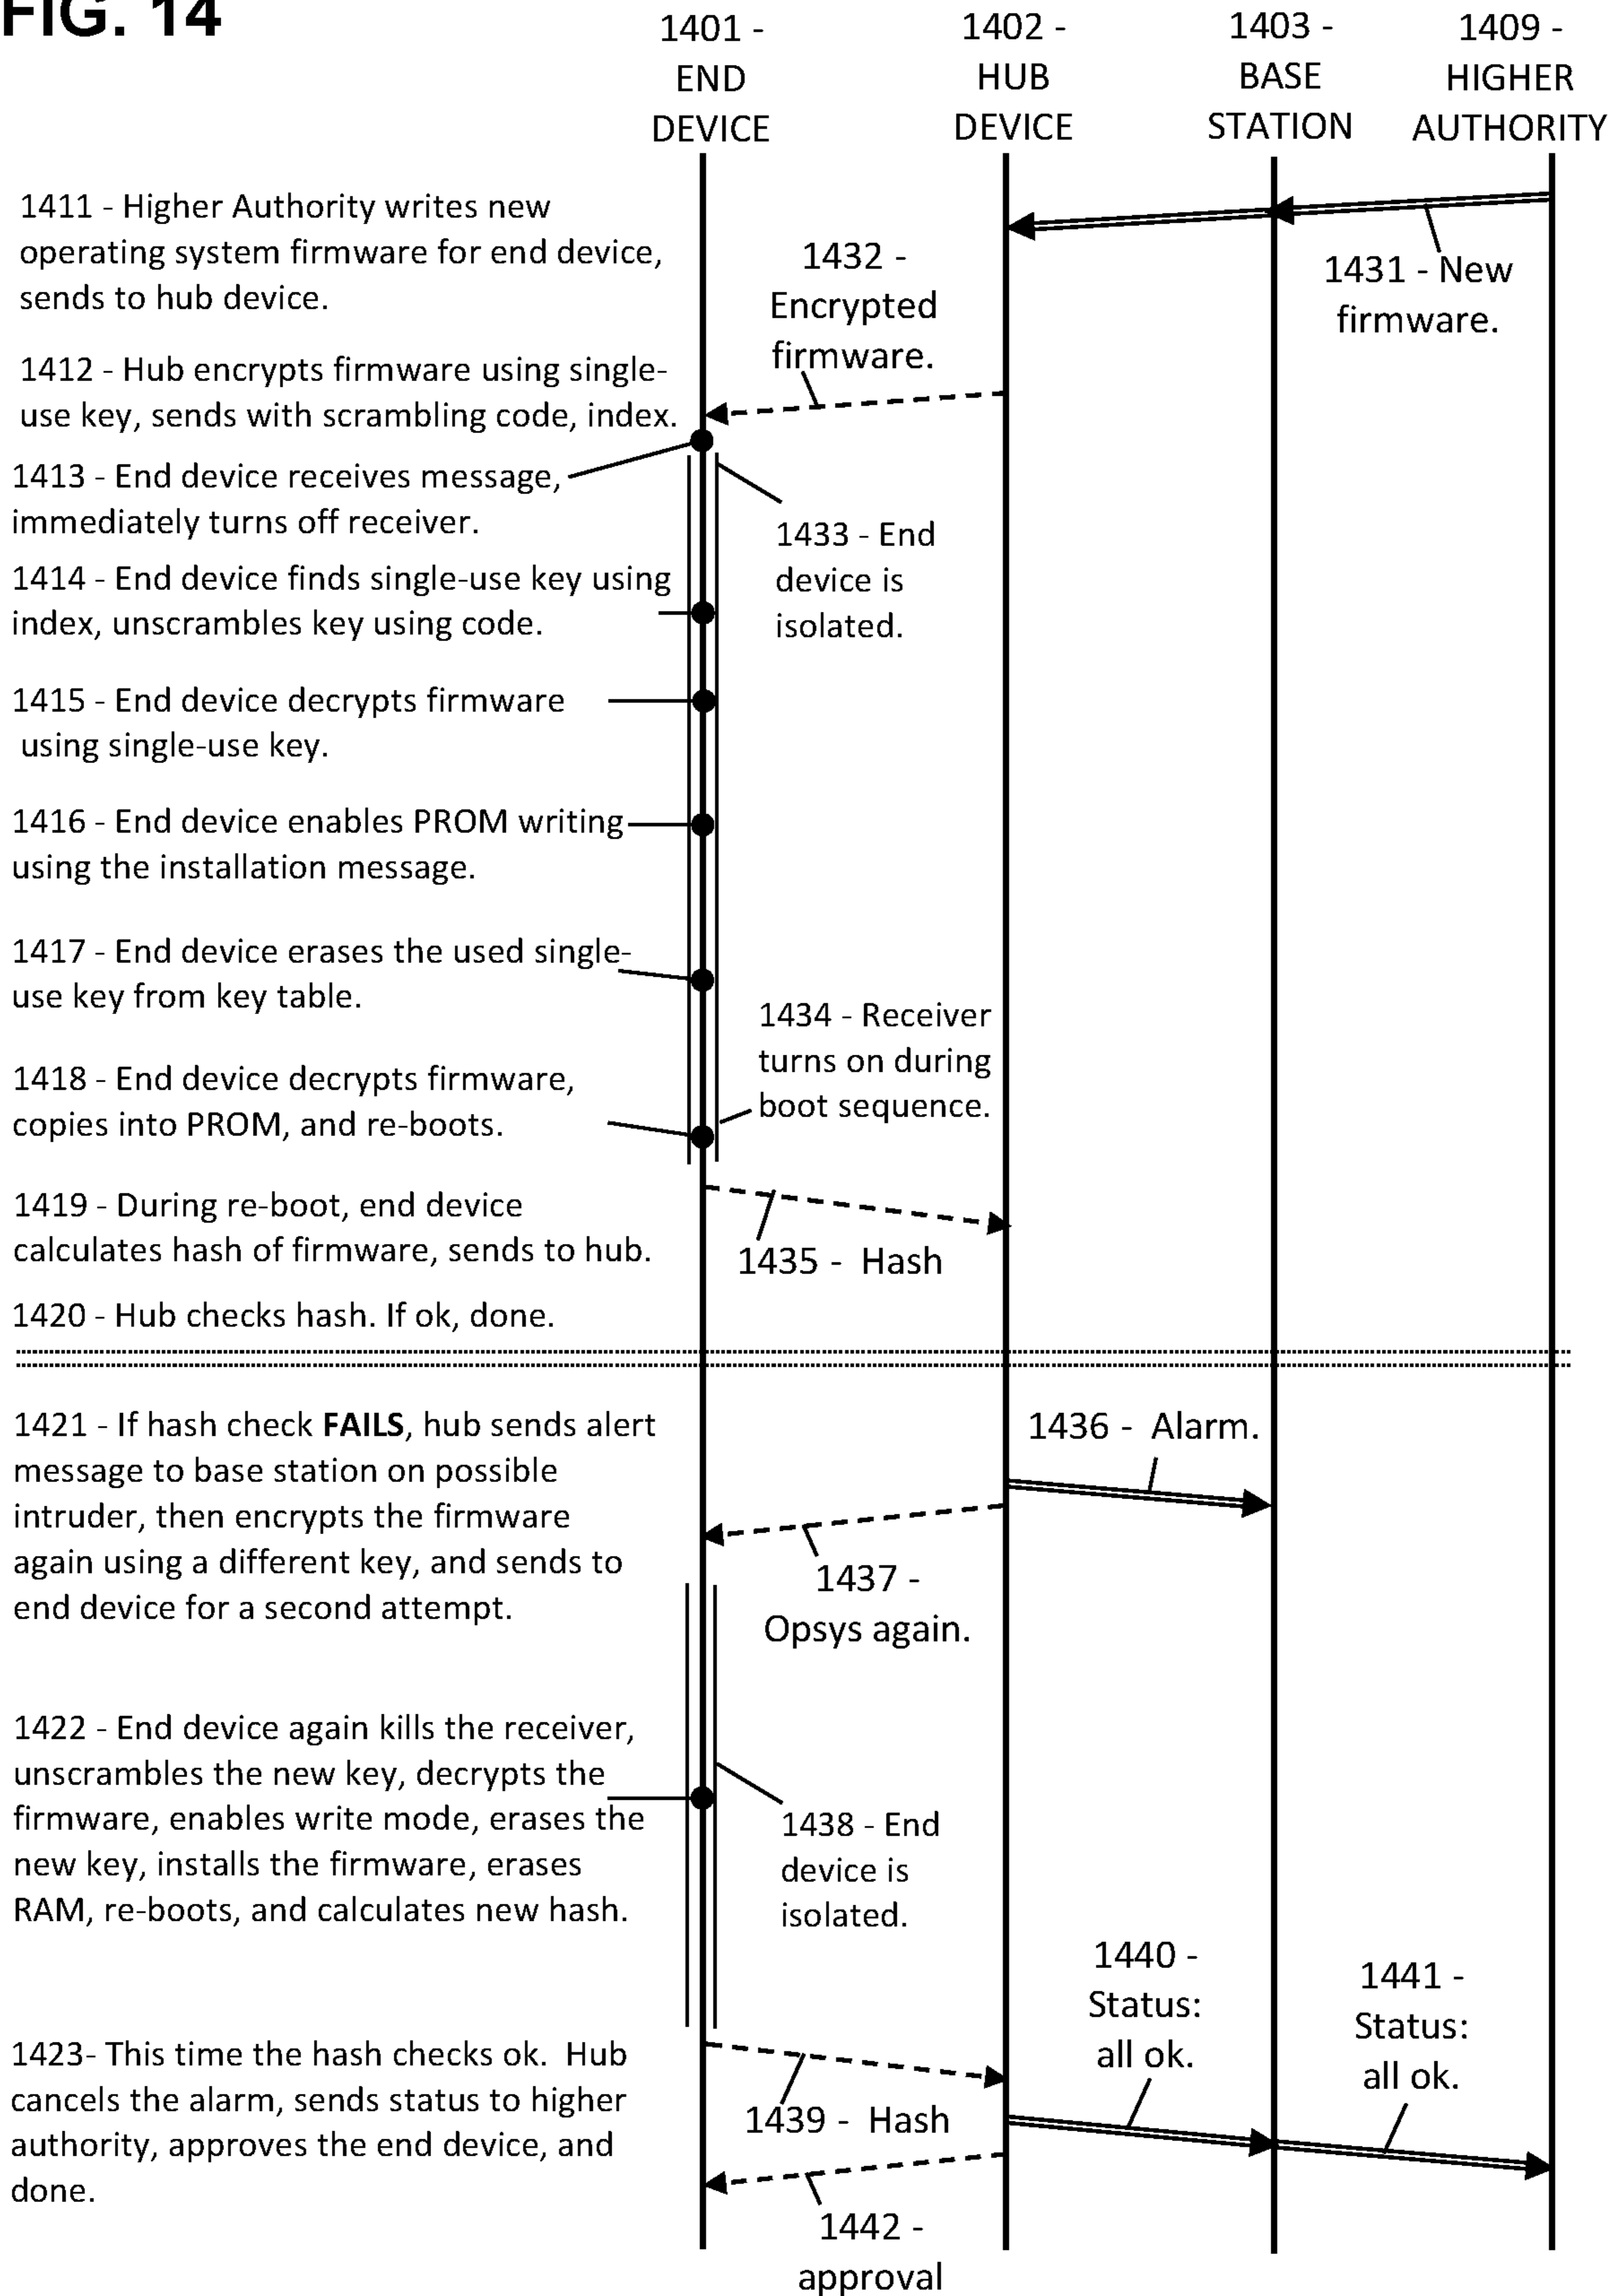 FIG. 14
1401 -
END
DEVICE
1402 -
HUB
DEVICE
1403 -
BASE
STATION
1409 -
HIGHER
AUTHORITY
1411 - Higher Authority writes new
operating system firmware for end device,
sends to hub device.
1431 - New
firmware.
1432 -
Encrypted
firmware.
1412 - Hub encrypts firmware using single-
use key, sends with scrambling code, index.
1413 - End device receives message,
immediately turns off receiver.
1433 - End
device is
isolated.
1414 - End device finds single-use key using
index, unscrambles key using code.
1415 - End device decrypts firmware
using single-use key.
1416 - End device enables PROM writing
using the installation message.
1417 - End device erases the used single-
use key from key table.
1434 - Receiver
turns on during
boot sequence.
1418 - End device decrypts firmware,
copies into PROM, and re-boots.
1419 - During re-boot, end device
calculates hash of firmware, sends to hub.
1435 - Hash
1420 - Hub checks hash. If ok, done.
1421 - If hash check FAILS, hub sends alert
message to base station on possible
intruder, then encrypts the firmware
again using a different key, and sends to
end device for a second attempt.
1436 - Alarm.
1437 -
Opsys again.
1422 - End device again kills the receiver,
unscrambles the new key, decrypts the
firmware, enables write mode, erases the
new key, installs the firmware, erases
RAM, re-boots, and calculates new hash.
1438 - End
device is
isolated.
1440 -
Status:
all ok.
1441 -
Status:
all ok.
1423- This time the hash checks ok. Hub
cancels the alarm, sends status to higher
authority, approves the end device, and
done.
1439 - Hash
1442 -
approval